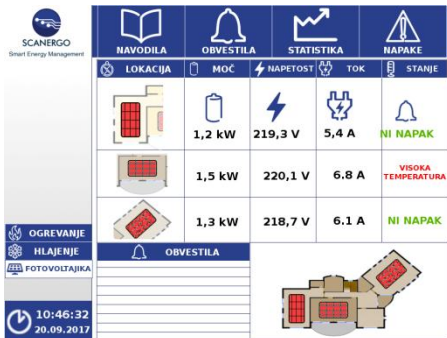 SCANERGO
Smart Energy Management
NAVODILA
OBVESTILA
STATISTIKA
NAPAKE
LOKACIJA
MOČ
NAPETOST
TOK
STANJE
1,2 kW
219,3 V
5,4 A
NI NAPAK
1,5 kW
220,1 V
6.8 A
VISOKA
TEMPERATURA
1,3 kW
218,7 V
6.1 A
NI NAPAK
OGREVANJE
HLAJENJE
FOTOVOLTAJIKA
OBVESTILA
10:46:32
20.09.2017